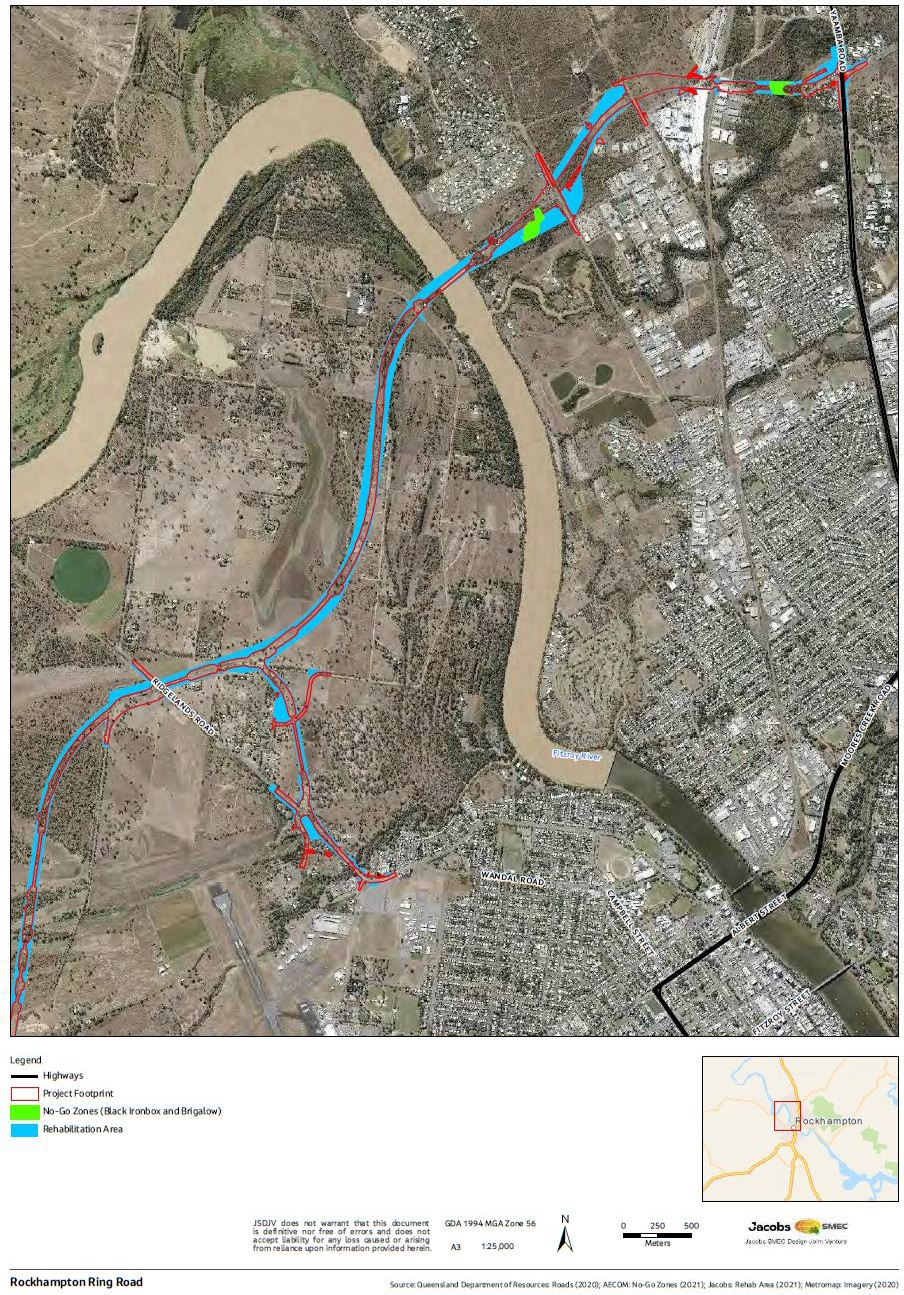 YAAMBA ROAD
RIDGELANDS ROAD
Fitzroy River
MOORES CREEK ROAD
WANDAL ROAD
CAMPBELL STREET
ALBERT STREET
FITZROY STREET
Legend
Highways
Project Footprint
No-Go Zones (Black Ironbox and Brigalow)
Rehabilitation Area
Rockhampton
JSDJV does not warrant that this document
is definitive nor free of errors and does not
accept liability for any loss caused or arising
from reliance upon information provided herein.
GDA 1994 MGA Zone 56
A3 1:25,000
N
0 250 500
Meters
Jacobs SMEC
Jacobs SMEC Design Joint Venture
Rockhampton Ring Road
Source: Queensland Department of Resources: Roads (2020); AECOM: No-Go Zones (2021); Jacobs: Rehab Area (2021); Metromap: Imagery (2020)